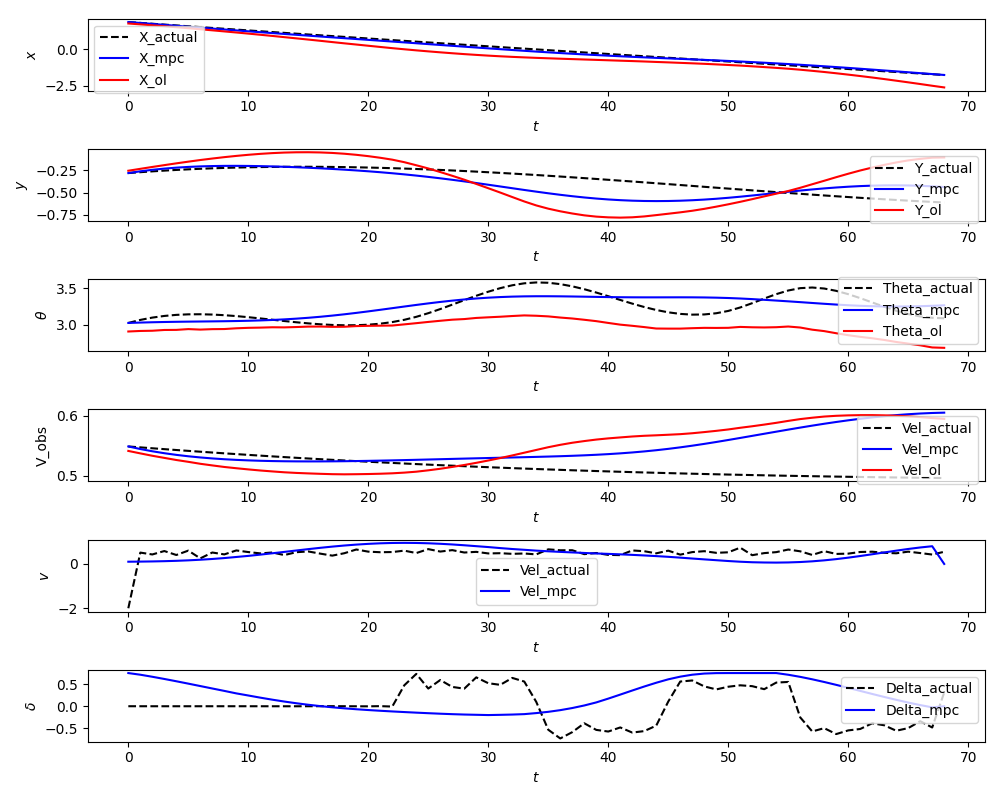 X_actual
X_mpc
X_ol
x
0.0
−2.5
0 10 20 30 40 50 60 70
t
Y_actual
Y_mpc
Y_ol
y
−0.25
−0.50
−0.75
0 10 20 30 40 50 60 70
t
Theta_actual
Theta_mpc
Theta_ol
θ
3.5
3.0
0 10 20 30 40 50 60 70
t
Vel_actual
Vel_mpc
Vel_ol
V_obs
0.6
0.5
0 10 20 30 40 50 60 70
t
Vel_actual
Vel_mpc
v
0
−2
0 10 20 30 40 50 60 70
t
Delta_actual
Delta_mpc
δ
0.5
0.0
−0.5
0 10 20 30 40 50 60 70
t